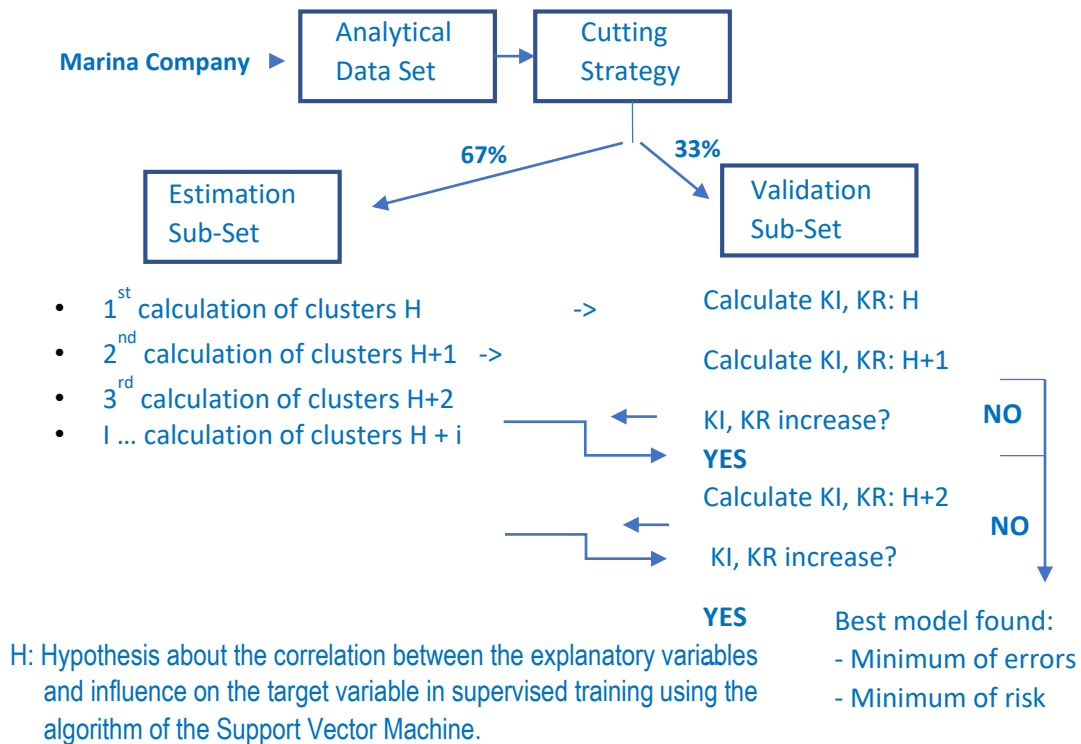 Analytical
Data Set
Cutting
Strategy
Marina Company
67%
33%
Estimation
Sub-Set
Validation
Sub-Set
• 1st calculation of clusters H ->
Calculate KI, KR: H
• 2nd calculation of clusters H+1 ->
Calculate KI, KR: H+1
• 3rd calculation of clusters H+2
• I ... calculation of clusters H + i
KI, KR increase?
NO
YES
Calculate KI, KR: H+2
NO
KI, KR increase?
YES
...
Best model found:
- Minimum of errors
- Minimum of risk
H: Hypothesis about the correlation between the explanatory variables
and influence on the target variable in supervised training using the
algorithm of the Support Vector Machine.